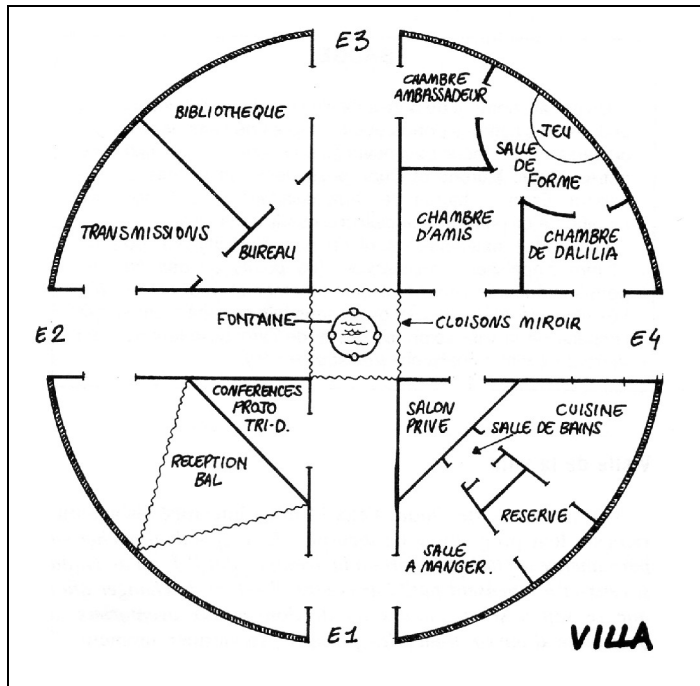 E3
CHAMBRE
AMBASSADEUR
JEU
BIBLIOTHEQUE
SALLE
DE
FORME
TRANSMISSIONS
BUREAU
CHAMBRE
D'AMIS
CHAMBRE
DE DALILIA
E2
FONTAINE
CLOISONS MIROIR
E4
CONFERENCES
PROJO
TRI-D.
RECEPTION
BAL
SALON
PRIVE
CUISINE
SALLE DE BAINS
RESERVE
SALLE
A MANGER.
E1
VILLA